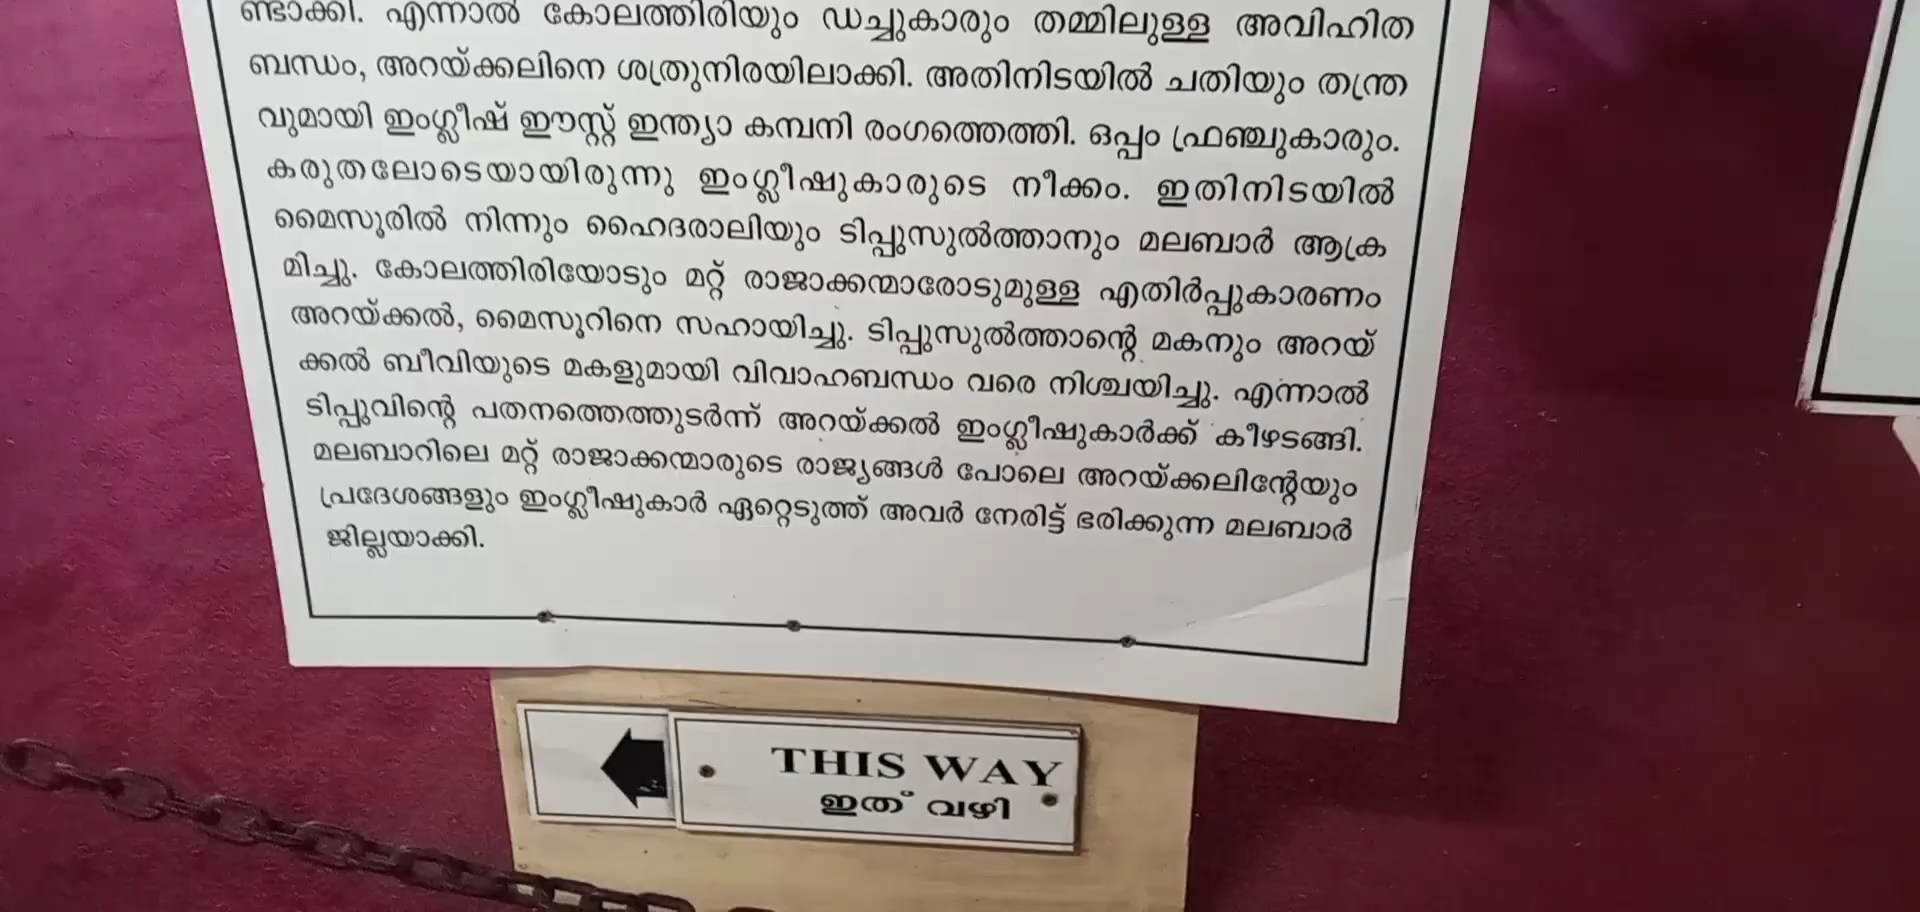 ണ്ടാക്കി. എന്നാൽ കോലത്തിരിയും ഡച്ചുകാരും തമ്മിലുള്ള അവിഹിത
ബന്ധം, അറയ്ക്കലിനെ ശത്രുനിരയിലാക്കി. അതിനിടയിൽ ചതിയും തന്ത്ര
വുമായി ഇംഗ്ലീഷ് ഈസ്റ്റ് ഇന്ത്യാ കമ്പനി രംഗത്തെത്തി. ഒപ്പം ഫ്രഞ്ചുകാരും.
കരുതലോടെയായിരുന്നു ഇംഗ്ലീഷുകാരുടെ നീക്കം. ഇതിനിടയിൽ
മൈസൂരിൽ നിന്നും ഹൈദരാലിയും ടിപ്പുസുൽത്താനും മലബാർ ആക്ര
മിച്ചു. കോലത്തിരിയോടും മറ്റ് രാജാക്കന്മാരോടുമുള്ള എതിർപ്പുകാരണം
അറയ്ക്കൽ, മൈസൂറിനെ സഹായിച്ചു. ടിപ്പുസുൽത്താന്റെ മകനും അറയ്
ക്കൽ ബീവിയുടെ മകളുമായി വിവാഹബന്ധം വരെ നിശ്ചയിച്ചു. എന്നാൽ
ടിപ്പുവിന്റെ പതനത്തെത്തുടർന്ന് അറയ്ക്കൽ ഇംഗ്ലീഷുകാർക്ക് കീഴടങ്ങി.
മലബാറിലെ മറ്റ് രാജാക്കന്മാരുടെ രാജ്യങ്ങൾ പോലെ അറയ്ക്കലിന്റേയും
പ്രദേശങ്ങളും ഇംഗ്ലീഷുകാർ ഏറ്റെടുത്ത് അവർ നേരിട്ട് ഭരിക്കുന്ന മലബാർ
ജില്ലയാക്കി.
THIS WAY
ഇത് വഴി